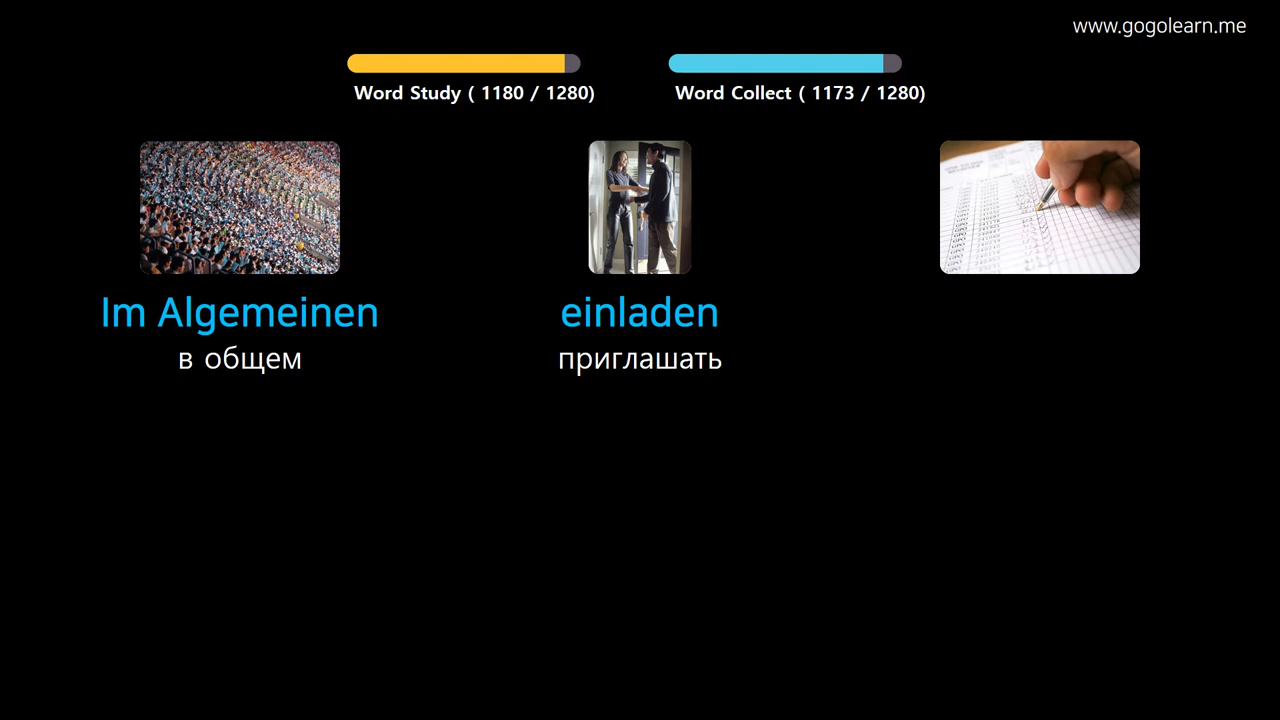 www.gogolearn.me
Word Study ( 1180 / 1280)
Word Collect ( 1173 / 1280)
Im Algemeinen
einladen
в общем
приглашать